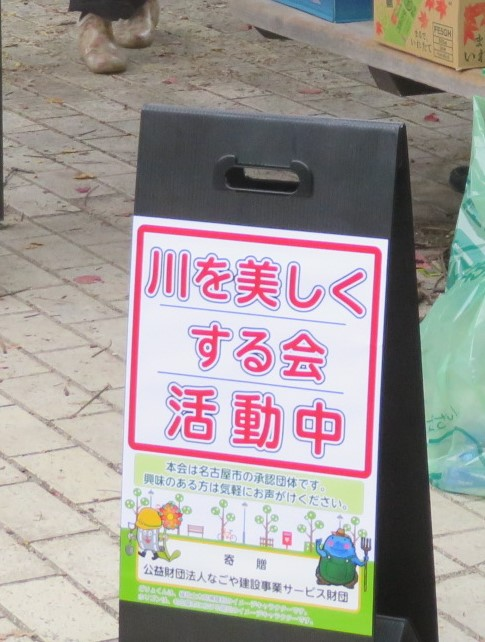 川を美しく
する会
活動中
本会は名古屋市の承認団体です。
興味のある方は気軽にお声がけください。
寄 贈
公益財団法人なごや建設事業サービス財団